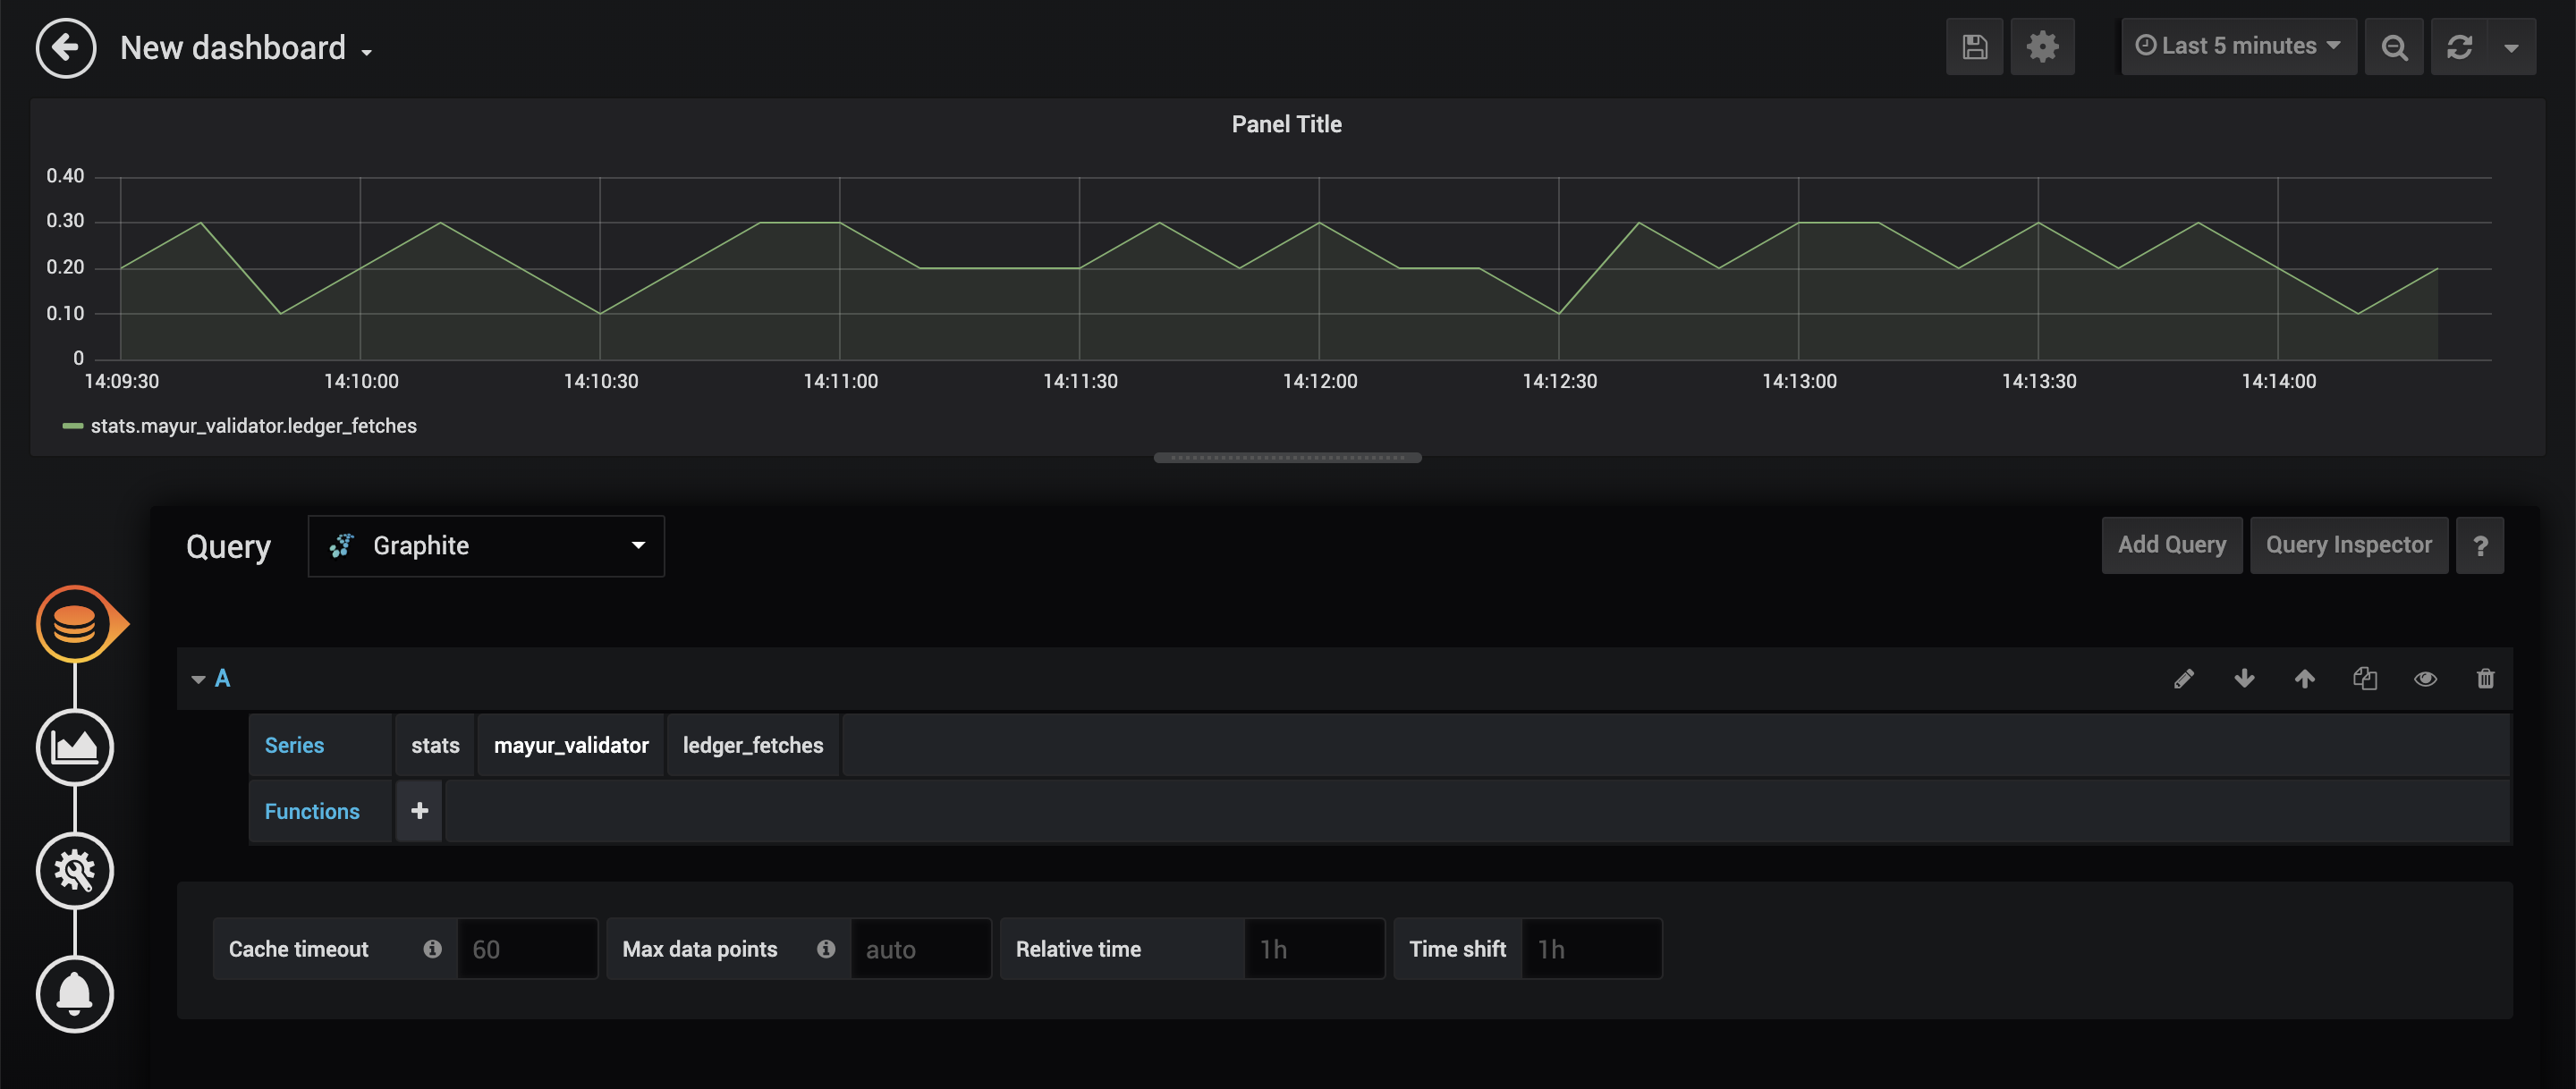 New dashboard
Last 5 minutes
Panel Title
0.40
0.30
0.20
0.10
0
14:09:30 14:10:00 14:10:30 14:11:00 14:11:30 14:12:00 14:12:30 14:13:00 14:13:30 14:14:00
stats.mayur_validator.ledger_fetches
Query Graphite Add Query Query Inspector ?
A
Series stats mayur_validator ledger_fetches
Functions +
Cache timeout 60 Max data points auto Relative time 1h Time shift 1h